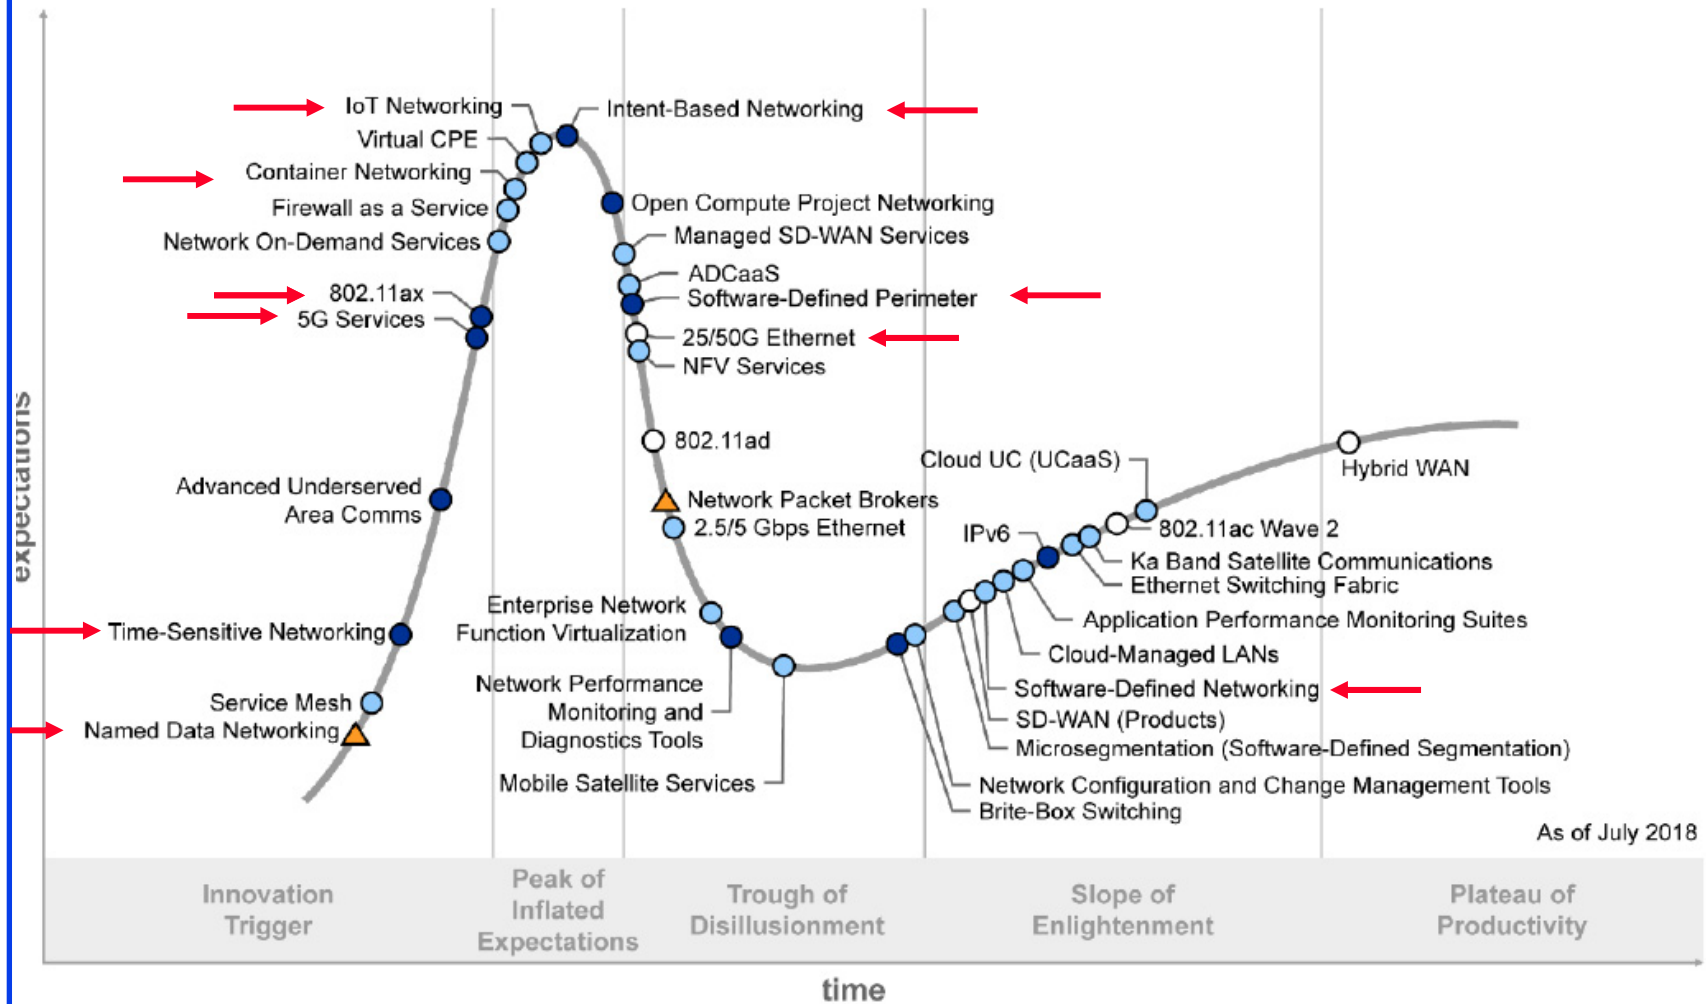 IoT Networking
Intent-Based Networking
Virtual CPE
Container Networking
Firewall as a Service
Open Compute Project Networking
Network On-Demand Services
Managed SD-WAN Services
ADCaaS
802.11ax
Software-Defined Perimeter
5G Services
25/50G Ethernet
NFV Services
802.11ad
Cloud UC (UCaaS)
Hybrid WAN
Advanced Underserved
Area Comms
Network Packet Brokers
2.5/5 Gbps Ethernet
IPv6
802.11ac Wave 2
Ka Band Satellite Communications
Ethernet Switching Fabric
Enterprise Network
Function Virtualization
Application Performance Monitoring Suites
Time-Sensitive Networking
Cloud-Managed LANs
Network Performance
Monitoring and
Diagnostics Tools
Software-Defined Networking
Service Mesh
SD-WAN (Products)
Named Data Networking
Microsegmentation (Software-Defined Segmentation)
Mobile Satellite Services
Network Configuration and Change Management Tools
Brite-Box Switching
As of July 2018
expectations
Innovation
Trigger
Peak of
Inflated
Expectations
Trough of
Disillusionment
Slope of
Enlightenment
Plateau of
Productivity
time